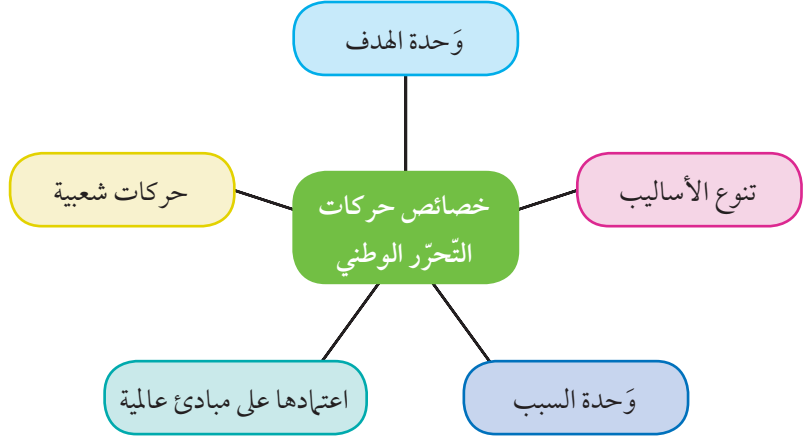 وَحدة الهدف
تنوع الأساليب
حركات شعبية
خصائص حركات
التّحرّر الوطني
وَحدة السبب
اعتمادها على مبادئ عالمية